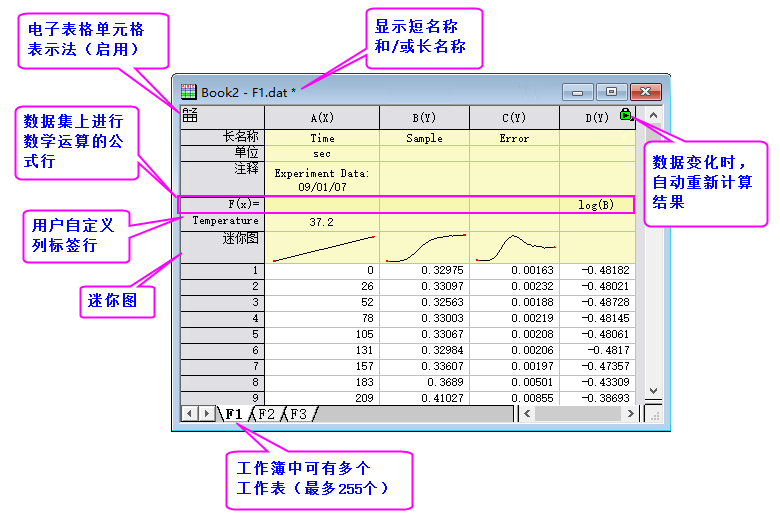 电子表格单元格
表示法（启用）
显示短名称
和/或长名称
Book2 - F1.dat *
数据集上进行
数学运算的公
式行
A(X) B(Y) C(Y) D(Y)
长名称 Time Sample Error
单位 sec
注释 Experiment Data:
09/01/07
F(x)= log(B)
Temperature 37.2
迷你图
数据变化时，
自动重新计算
结果
用户自定义
列标签行
迷你图
1 0 0.32975 0.00163 -0.48182
2 26 0.33097 0.00232 -0.48021
3 52 0.32563 0.00188 -0.48728
4 78 0.33003 0.00219 -0.48145
5 105 0.33067 0.00208 -0.48061
6 131 0.32984 0.00206 -0.4817
7 157 0.33607 0.00197 -0.47357
8 183 0.3689 0.00501 -0.43309
9 209 0.41027 0.00855 -0.38693
F1 F2 F3
工作簿中可有多个
工作表（最多255个）